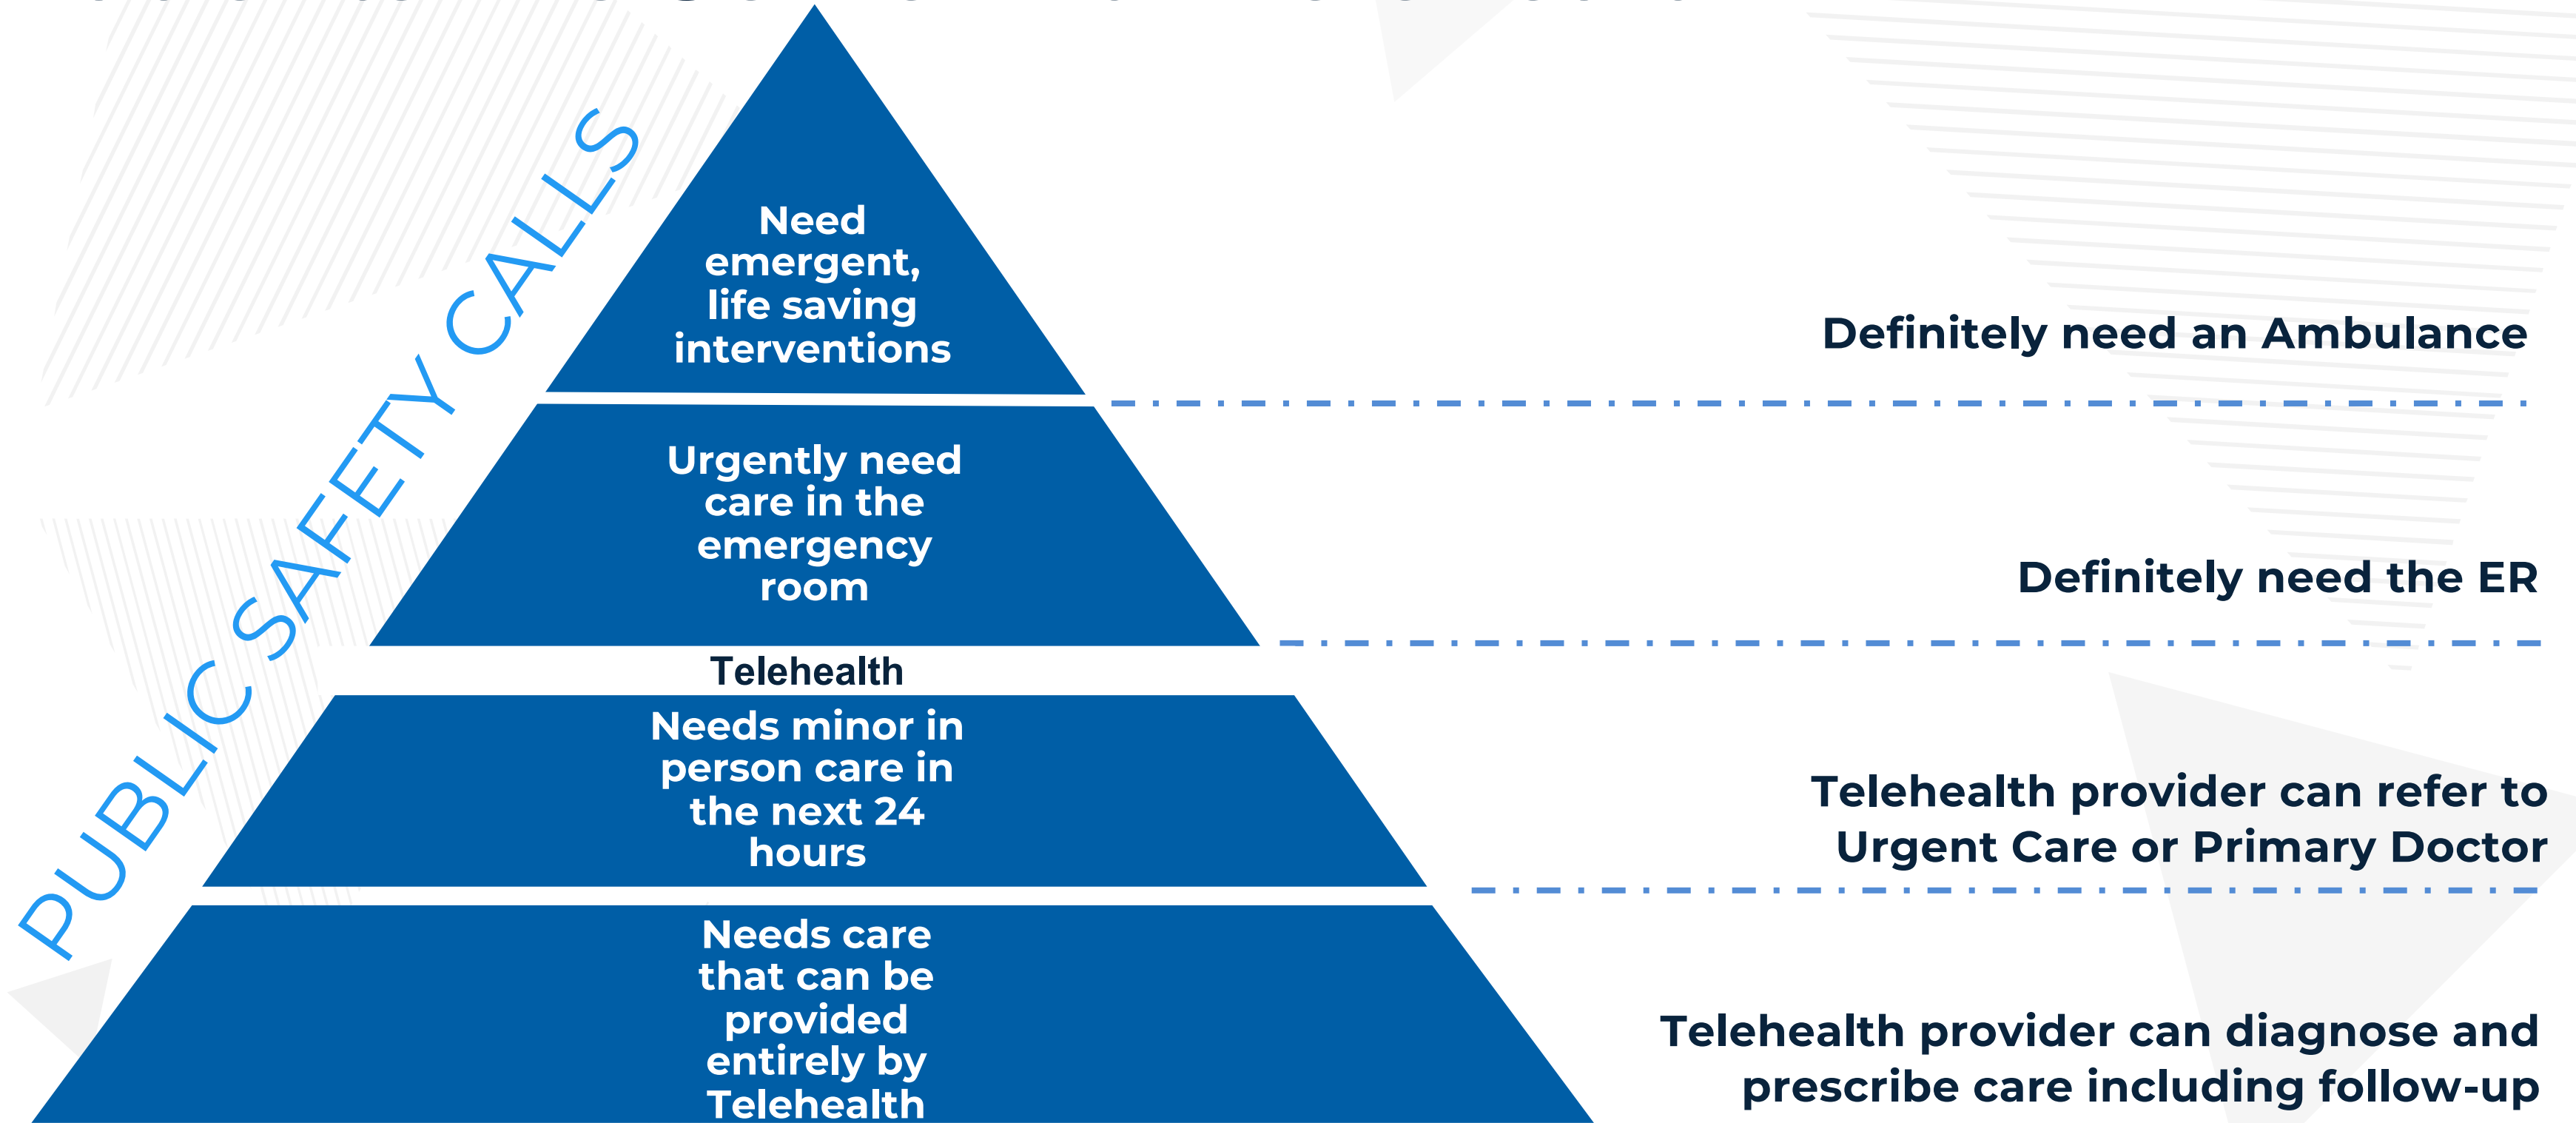 PUBLIC SAFETY CALLS
Need
emergent,
life saving
interventions
Definitely need an Ambulance
Urgently need
care in the
emergency
room
Definitely need the ER
Telehealth
Needs minor in
person care in
the next 24
hours
Telehealth provider can refer to
Urgent Care or Primary Doctor
Needs care
that can be
provided
entirely by
Telehealth
Telehealth provider can diagnose and
prescribe care including follow-up